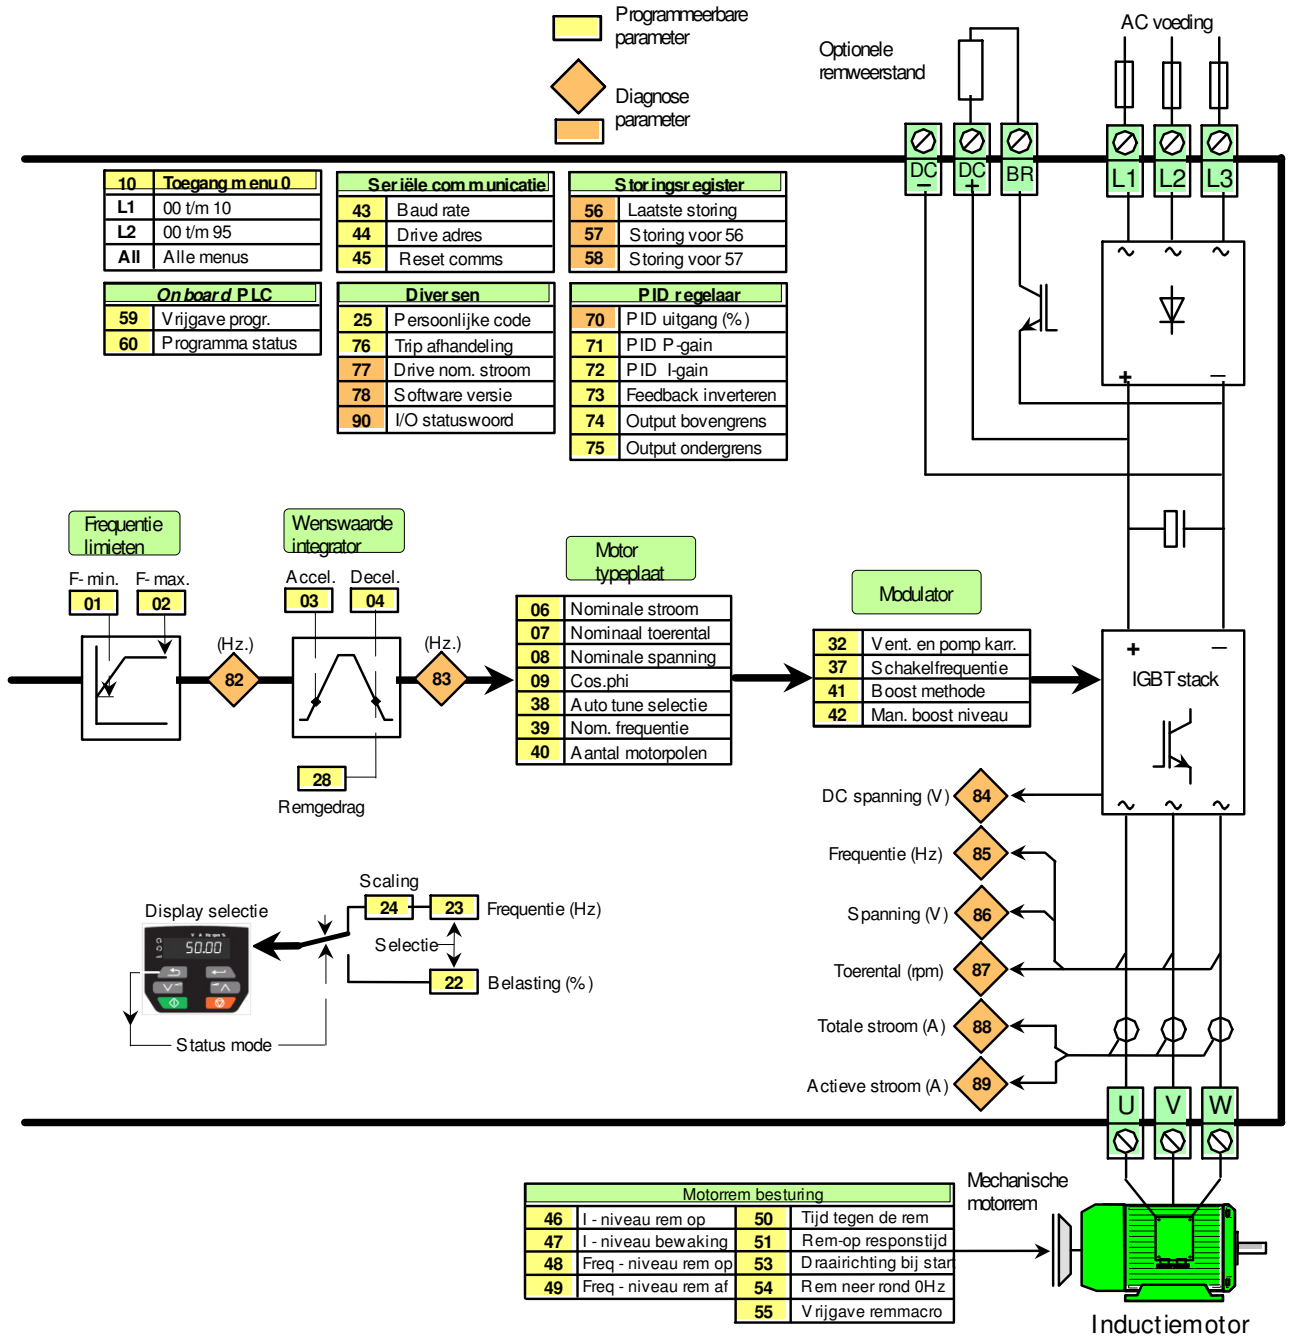 Programmeerbare
parameter
Diagnose
parameter
Optionele
remweerstand
AC voeding
DC
−
DC
+
BR
L1
L2
L3
10 Toegang menu 0
L1 00 t/m 10
L2 00 t/m 95
All Alle menus
Seriële communicatie
43 Baud rate
44 Drive adres
45 Reset comms
Storingsregister
56 Laatste storing
57 Storing voor 56
58 Storing voor 57
Onboard PLC
59 Vrijgave progr.
60 Programma status
Diversen
25 Persoonlijke code
76 Trip afhandeling
77 Drive nom. stroom
78 Software versie
90 I/O statuswoord
PID regelaar
70 PID uitgang (%)
71 PID P-gain
72 PID I-gain
73 Feedback inverteren
74 Output bovengrens
75 Output ondergrens
~ ~ ~
+ −
Frequentie
limieten
F-min. F-max.
01 02
(Hz.)
82
Wenswaarde
integrator
Accel. Decel.
03 04
(Hz.)
83
28
Remgedrag
Motor
typeplaat
06 Nominale stroom
07 Nominaal toerental
08 Nominale spanning
09 Cos.phi
38 Auto tune selectie
39 Nom. frequentie
40 Aantal motorpolen
Modulator
32 Vent. en pomp karr.
37 Schakelfrequentie
41 Boost methode
42 Man. boost niveau
+ −
IGBT stack
~ ~ ~
DC spanning (V) 84
Frequentie (Hz) 85
Spanning (V) 86
Toerental (rpm) 87
Totale stroom (A) 88
Actieve stroom (A) 89
Display selectie
V A Hz rpm %
50.00
Scaling
24 23 Frequentie (Hz)
Selectie
22 Belasting (%)
Status mode
U V W
Motorrem besturing
46 I - niveau rem op
47 I - niveau bewaking
48 Freq - niveau rem op
49 Freq - niveau rem af
50 Tijd tegen de rem
51 Rem-op responstijd
53 Draairichting bij start
54 Rem neer rond 0Hz
55 Vrijgave remmacro
Mechanische
motorrem
Inductiemotor